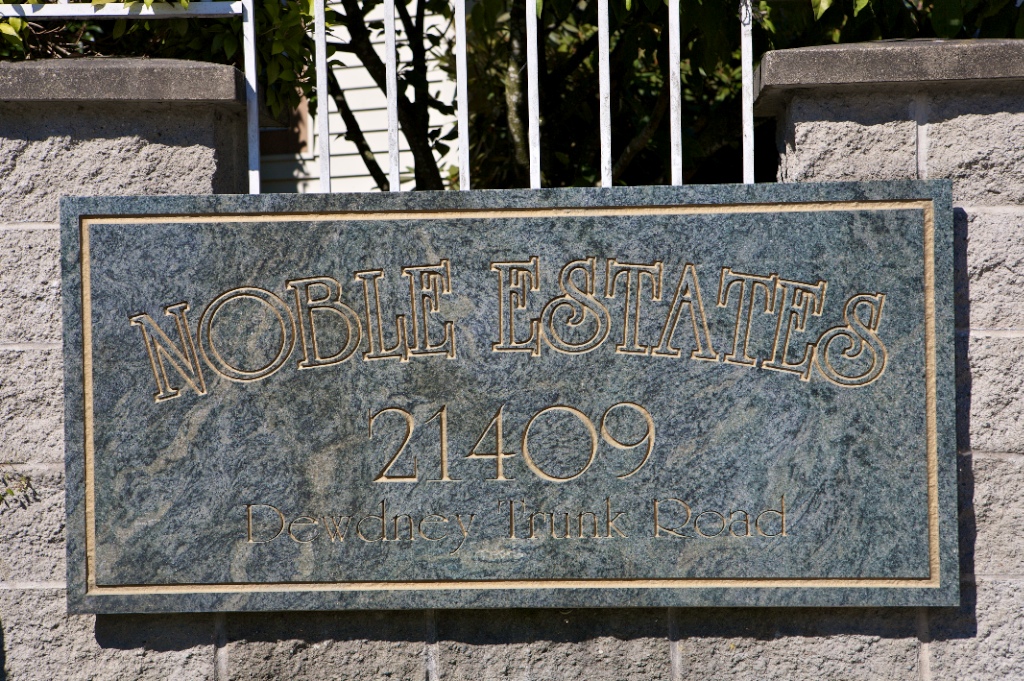 NOBLE ESTATES
21409
Dewdney Trunk Road